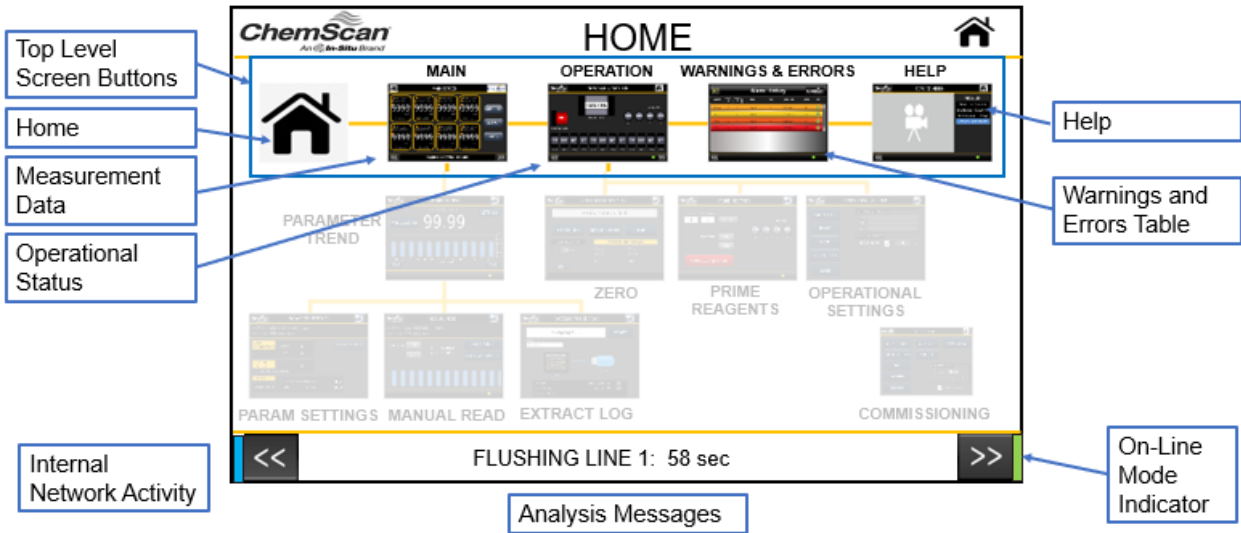 ChemScan
An In-Situ Brand
HOME
Top Level
Screen Buttons
Home
Measurement
Data
Operational
Status
MAIN
OPERATION
WARNINGS & ERRORS
HELP
Help
Warnings and
Errors Table
PARAMETER
TREND
99.99
ZERO
PRIME
REAGENTS
OPERATIONAL
SETTINGS
PARAM SETTINGS
MANUAL READ
EXTRACT LOG
COMMISSIONING
<<
FLUSHING LINE 1: 58 sec
>>
Internal
Network Activity
Analysis Messages
On-Line
Mode
Indicator